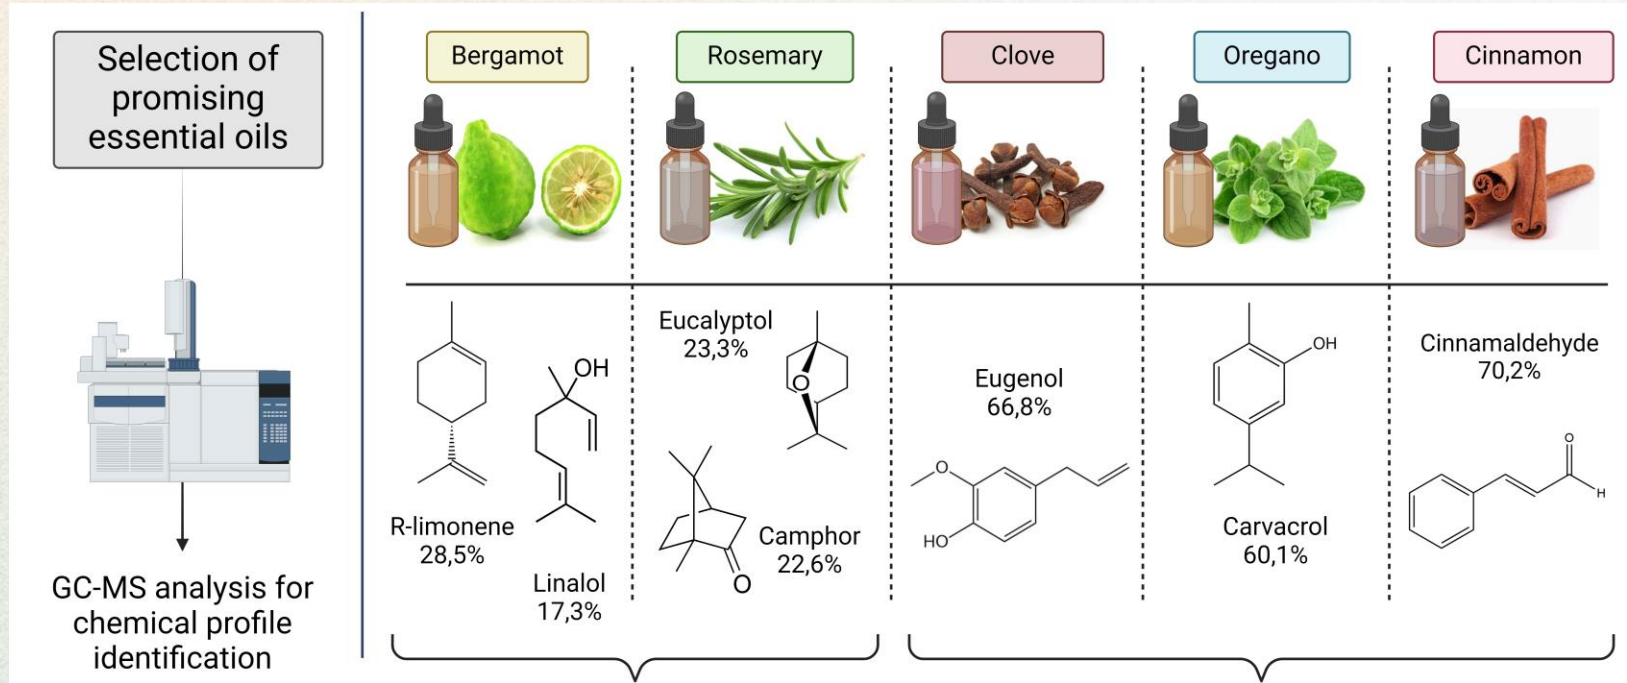 Selection of
promising
essential oils
GC-MS analysis for
chemical profile
identification
Bergamot
Rosemary
Clove
Oregano
Cinnamon
OH
R-limonene
28,5%
Linalol
17,3%
Eucalyptol
23,3%
O
Camphor
22,6%
O
Eugenol
66,8%
O
HO
OH
Carvacrol
60,1%
Cinnamaldehyde
70,2%
O
H